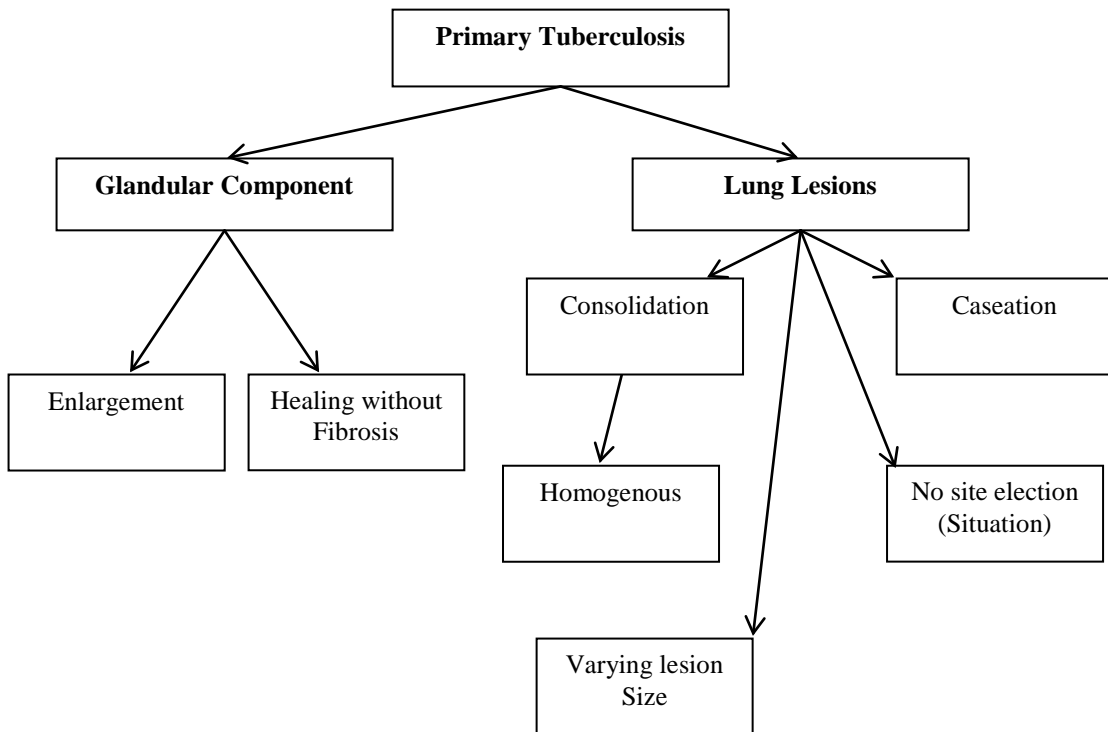 Primary Tuberculosis
Glandular Component
Lung Lesions
Consolidation
Caseation
Enlargement
Healing without
Fibrosis
Homogenous
No site election
(Situation)
Varying lesion
Size